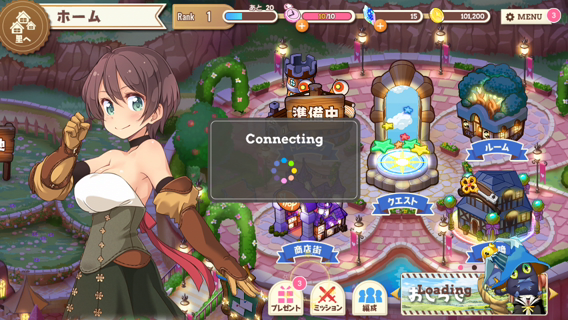 ホーム
Rank 1
あと 20
10/10
15
101,200
MENU
3
里へ
準備中
Connecting
ルーム
クエスト
商店街
3
プレゼント
ミッション
編成
Loading